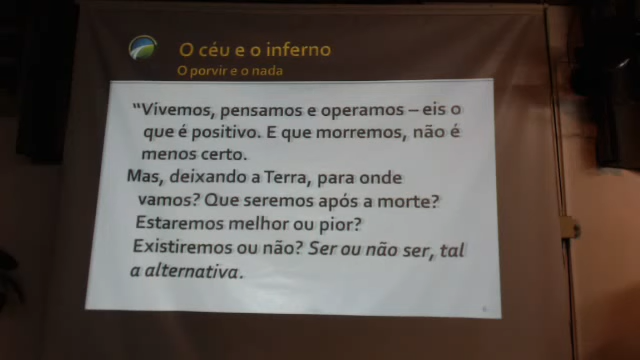 O céu e o inferno
O porvir e o nada
“Vivemos, pensamos e operamos – eis o
que é positivo. E que morremos, não é
menos certo.
Mas, deixando a Terra, para onde
vamos? Que seremos após a morte?
Estaremos melhor ou pior?
Existiremos ou não? Ser ou não ser, tal
a alternativa.